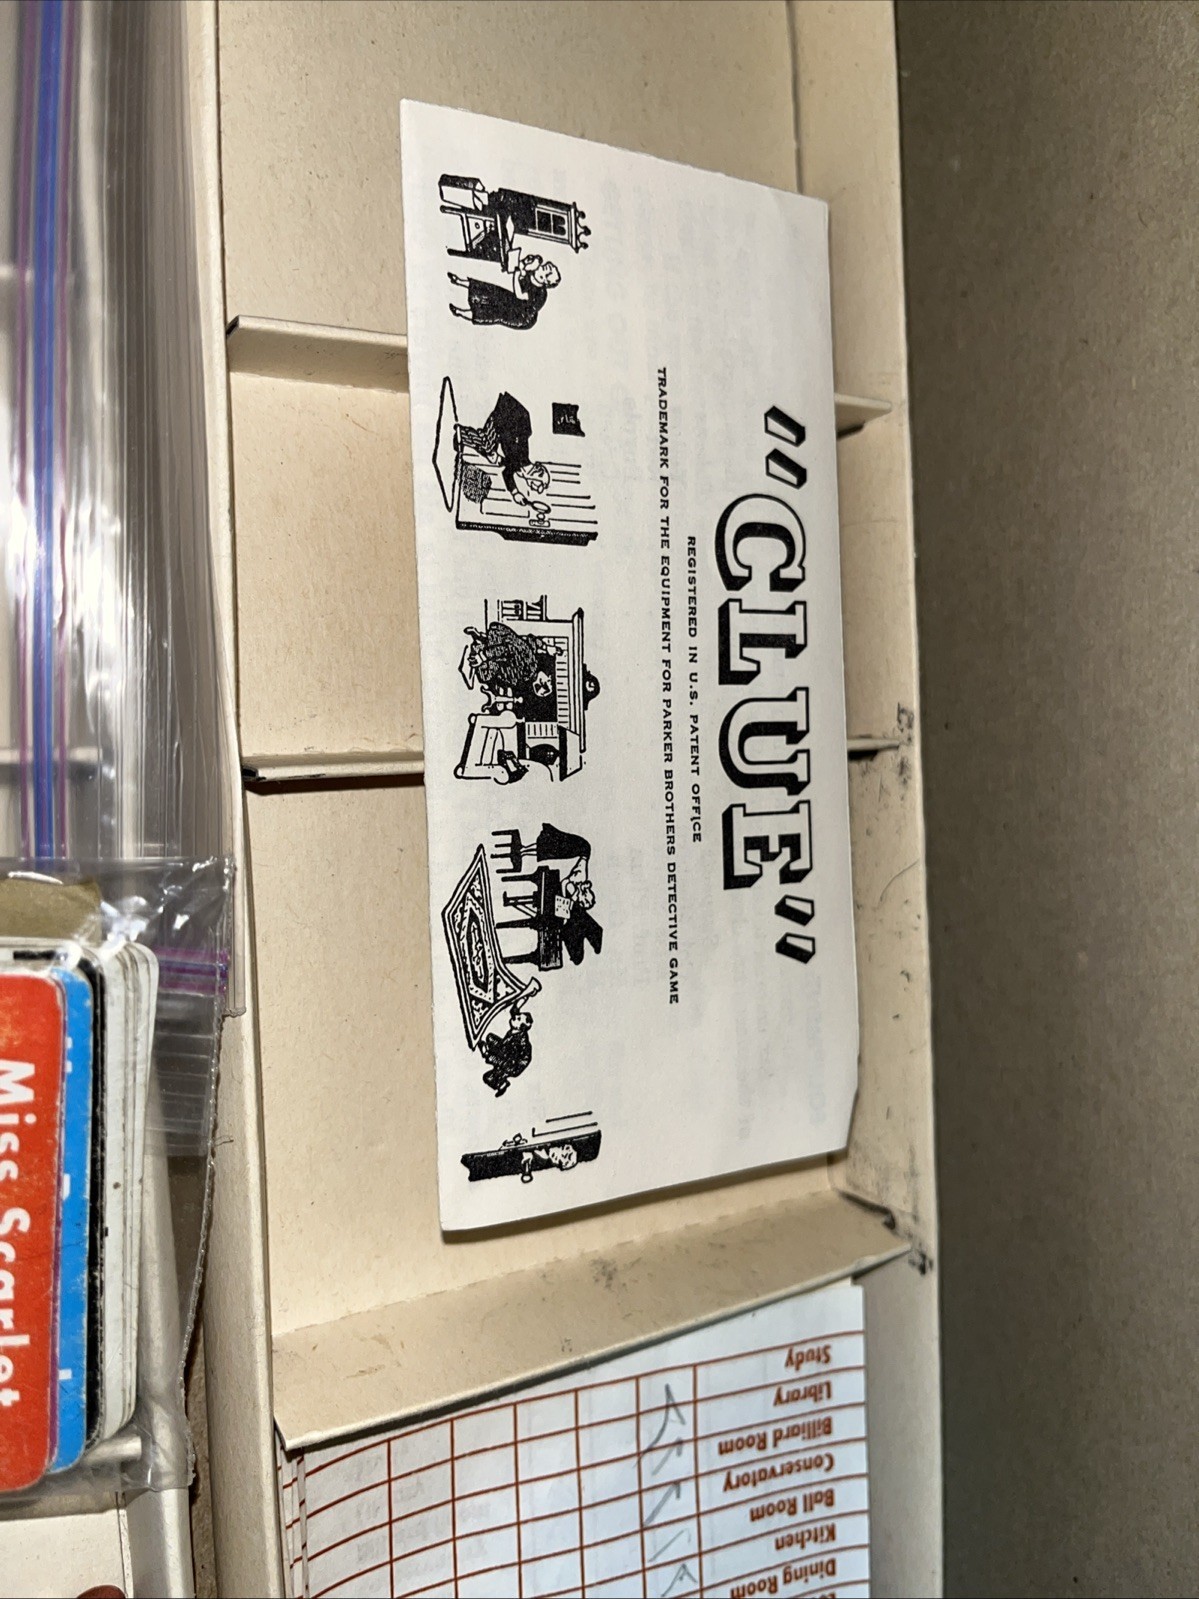 "CLUE"
REGISTERED IN U.S. PATENT OFFICE
TRADEMARK FOR THE EQUIPMENT FOR PARKER BROTHERS DETECTIVE GAME
Miss Scarlet
Study
Library
Billiard Room
Conservatory
Ball Room
Kitchen
Dining Room